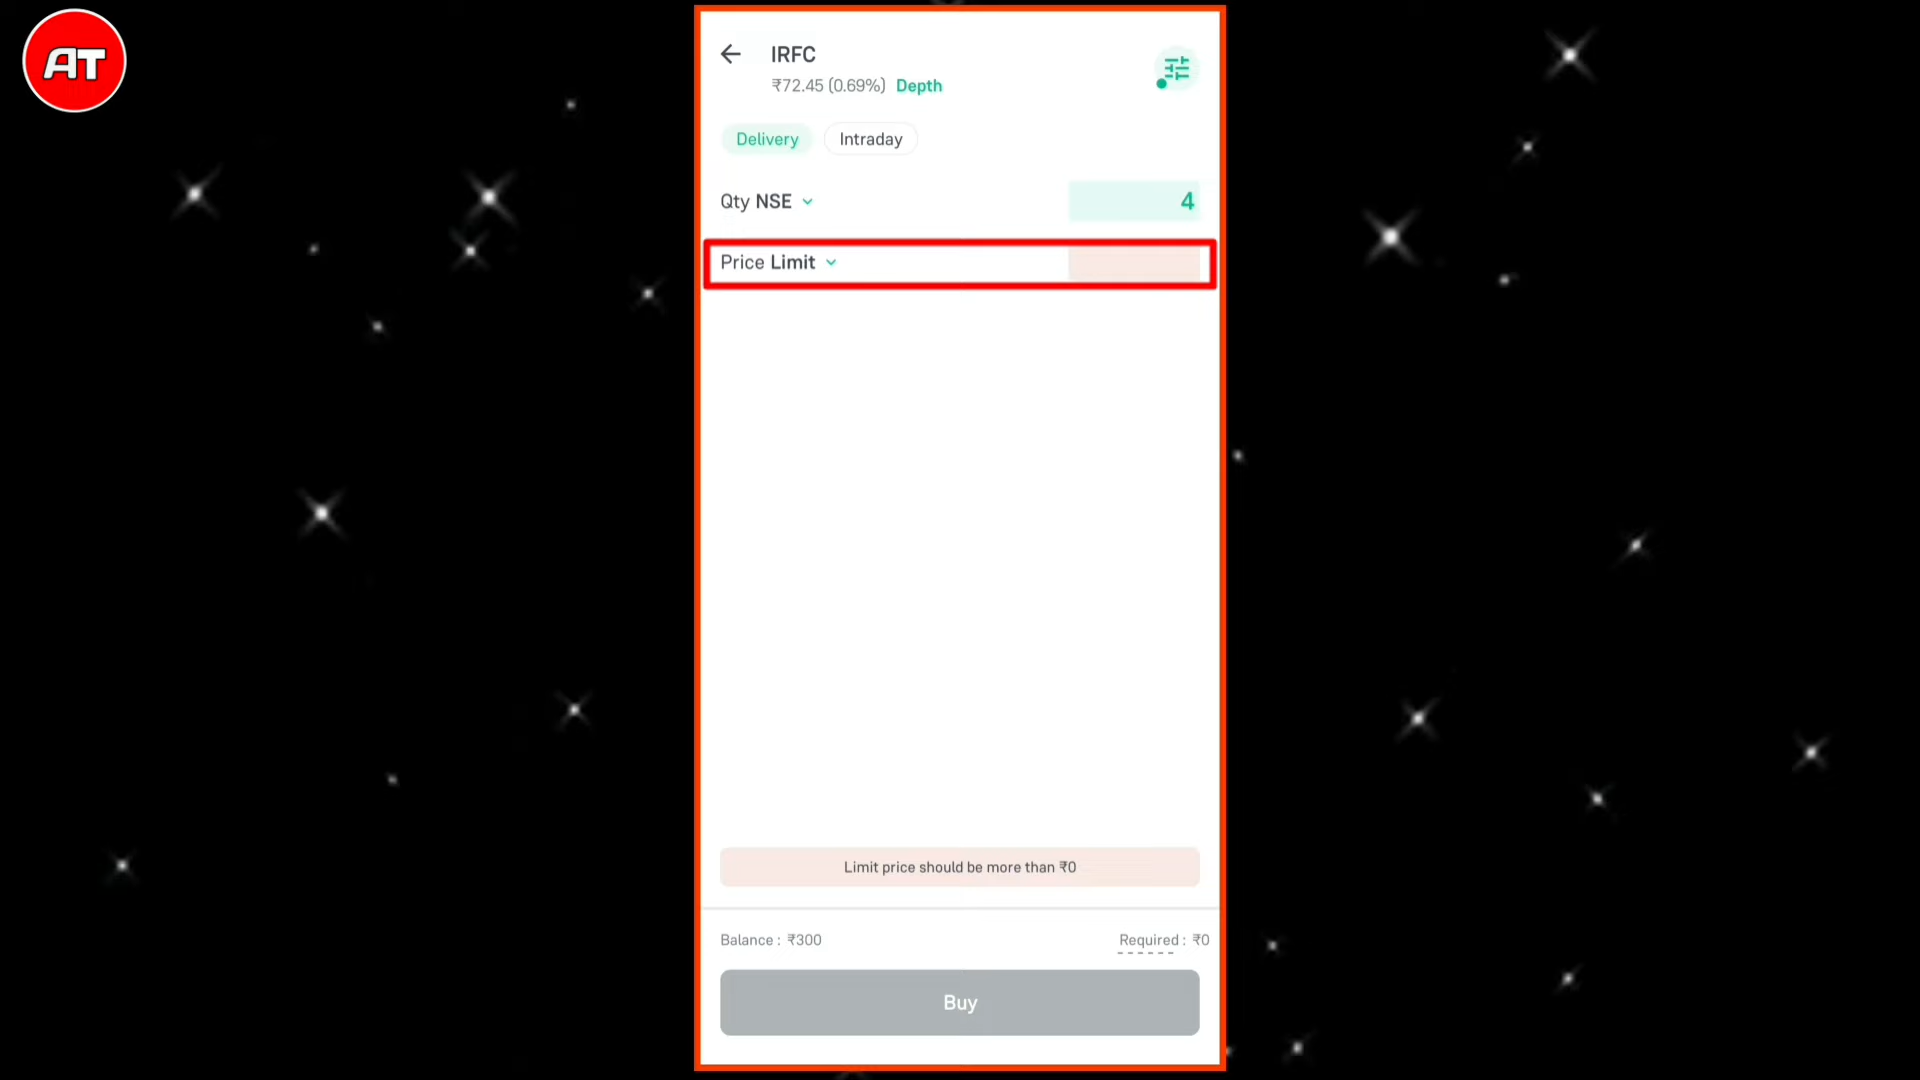 AT
IRFC
₹72.45 (0.69%) Depth
Delivery Intraday
Qty NSE 4
Price Limit
Limit price should be more than ₹0
Balance : ₹300 Required : ₹0
Buy